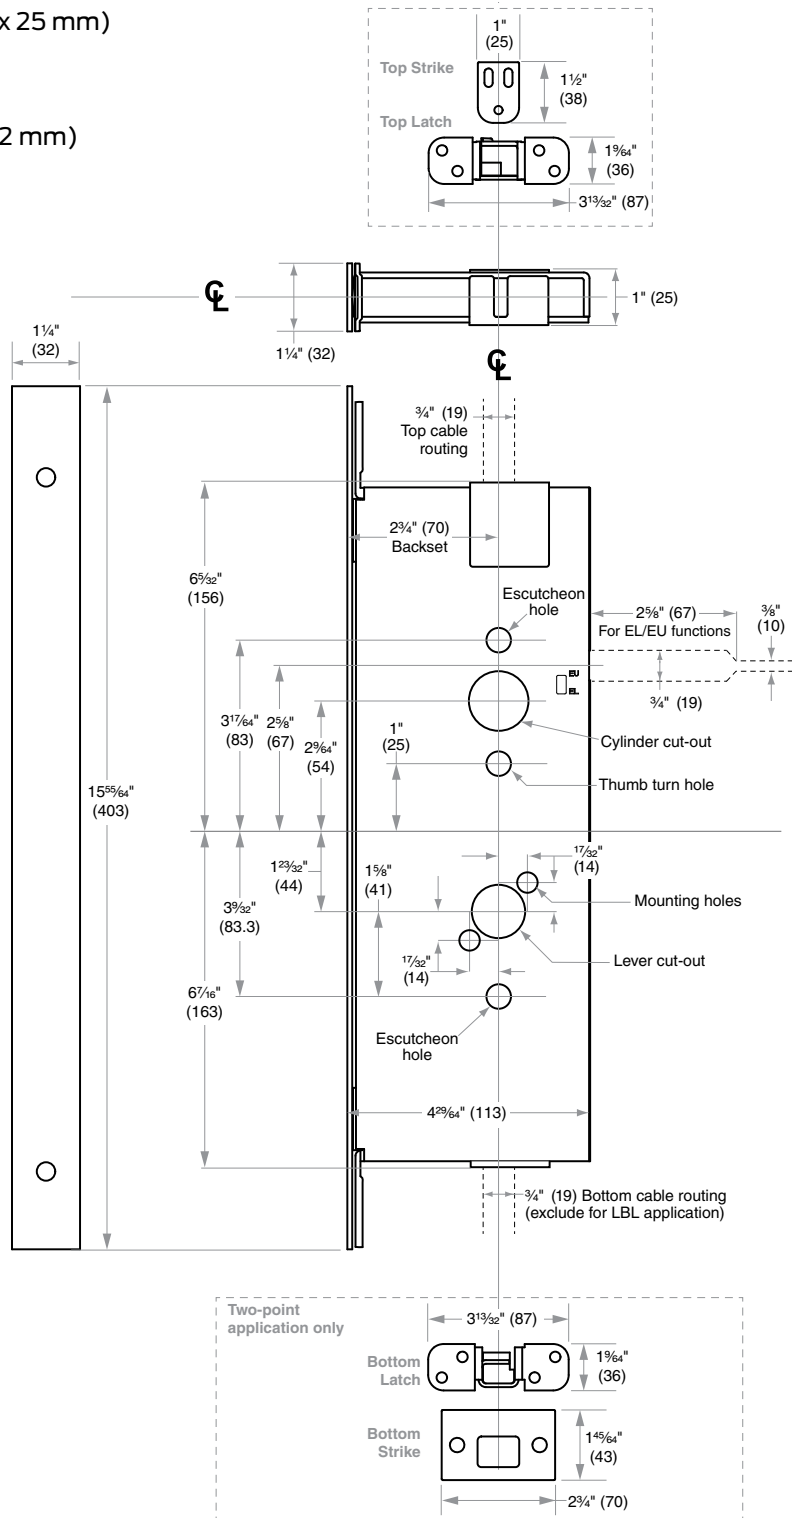 x 25 mm)
2 mm)
1"
(25)
Top Strike
1½"
(38)
Top Latch
1⁹⁄₆₄"
(36)
3¹³⁄₃₂" (87)
℄
1" (25)
1¼" (32)
1¼"
(32)
℄
¾" (19)
Top cable
routing
2¾" (70)
Backset
6⁵⁄₃₂"
(156)
Escutcheon
hole
2⅝" (67)
For EL/EU functions
⅜"
(10)
EU
EL
¾" (19)
3¹⁷⁄₆₄"
(83)
2⅝"
(67)
2⁹⁄₆₄"
(54)
1"
(25)
Cylinder cut-out
Thumb turn hole
15⁵⁵⁄₆₄"
(403)
1²³⁄₃₂"
(44)
1⅝"
(41)
¹⁷⁄₃₂"
(14)
3⁹⁄₃₂"
(83.3)
Mounting holes
¹⁷⁄₃₂"
(14)
Lever cut-out
6⁷⁄₁₆"
(163)
Escutcheon
hole
4²⁹⁄₆₄" (113)
¾" (19) Bottom cable routing
(exclude for LBL application)
Two-point
application only
3¹³⁄₃₂" (87)
Bottom
Latch
1⁹⁄₆₄"
(36)
Bottom
Strike
1⁴⁵⁄₆₄"
(43)
2¾" (70)